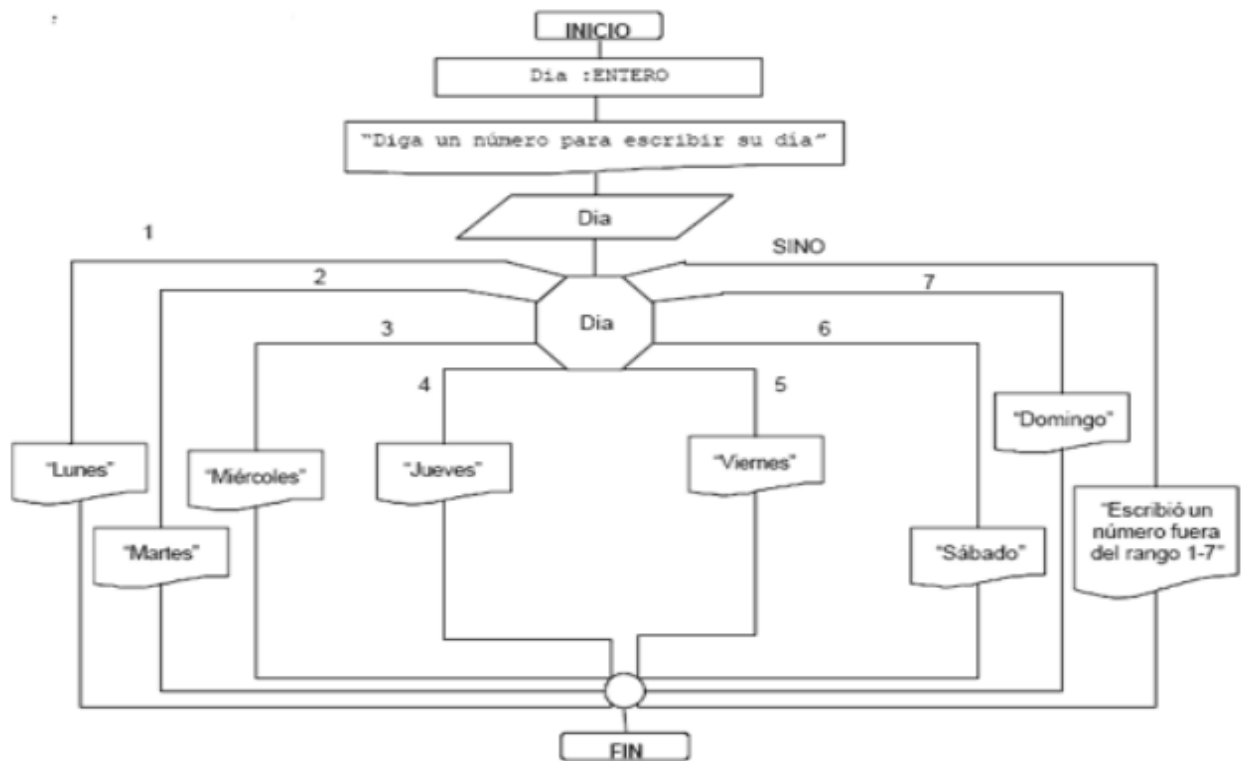 INICIO
Dia :ENTERO
"Diga un número para escribir su día"
Dia
1
SINO
2
7
Dia
3
6
4
5
"Domingo"
"Lunes"
"Miércoles"
"Jueves"
"Viernes"
"Martes"
"Sábado"
"Escribió un
número fuera
del rango 1-7"
FIN